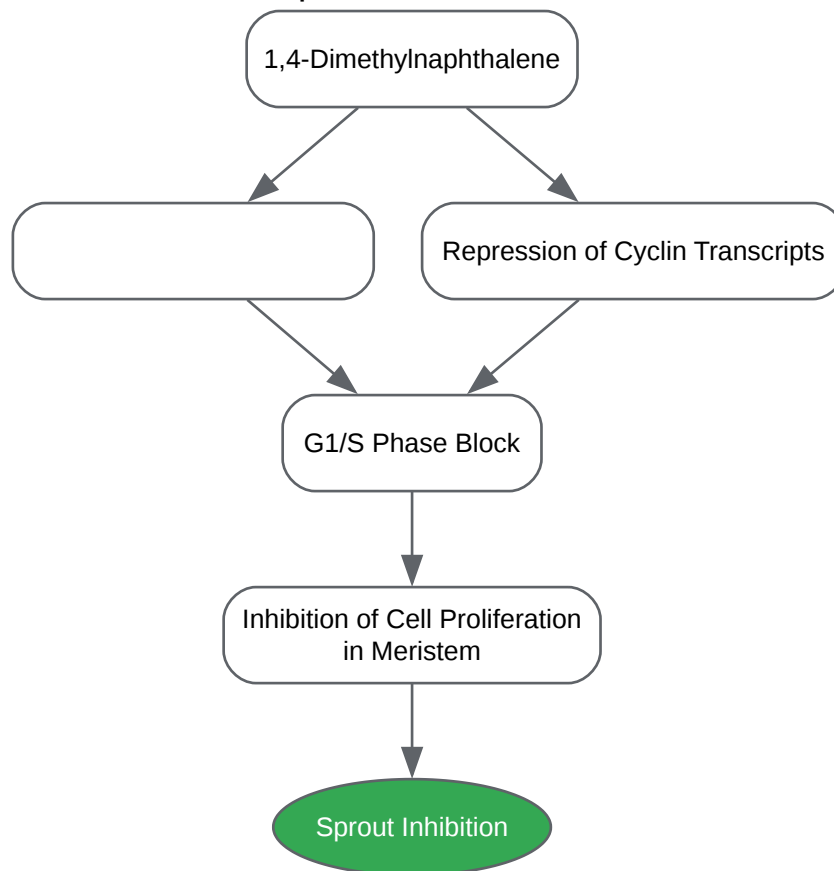 1,4-Dimethylnaphthalene
Repression of Cyclin Transcripts
G1/S Phase Block
Inhibition of Cell Proliferation
in Meristem
Sprout Inhibition